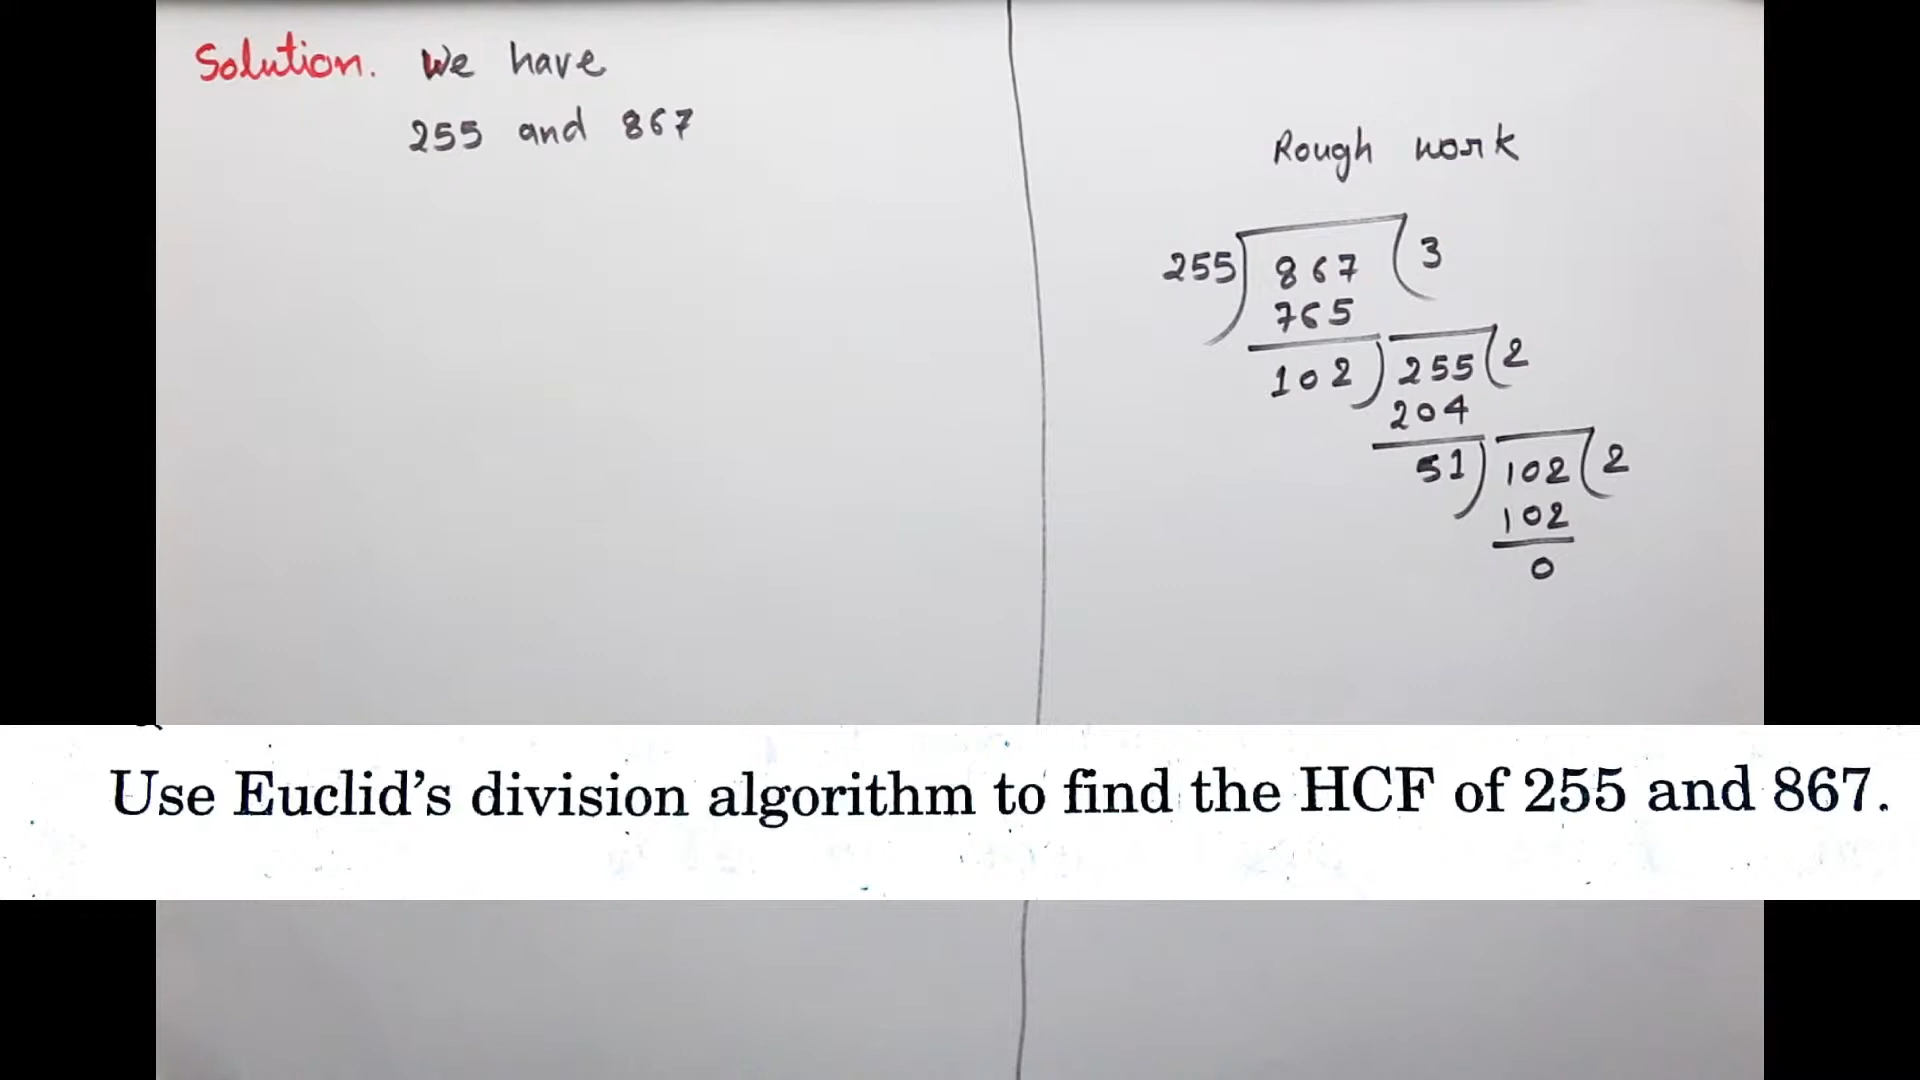 Solution. We have
255 and 867
Rough work
255 867 3
765
102 255 2
204
51 102 2
102
0
Use Euclid's division algorithm to find the HCF of 255 and 867.